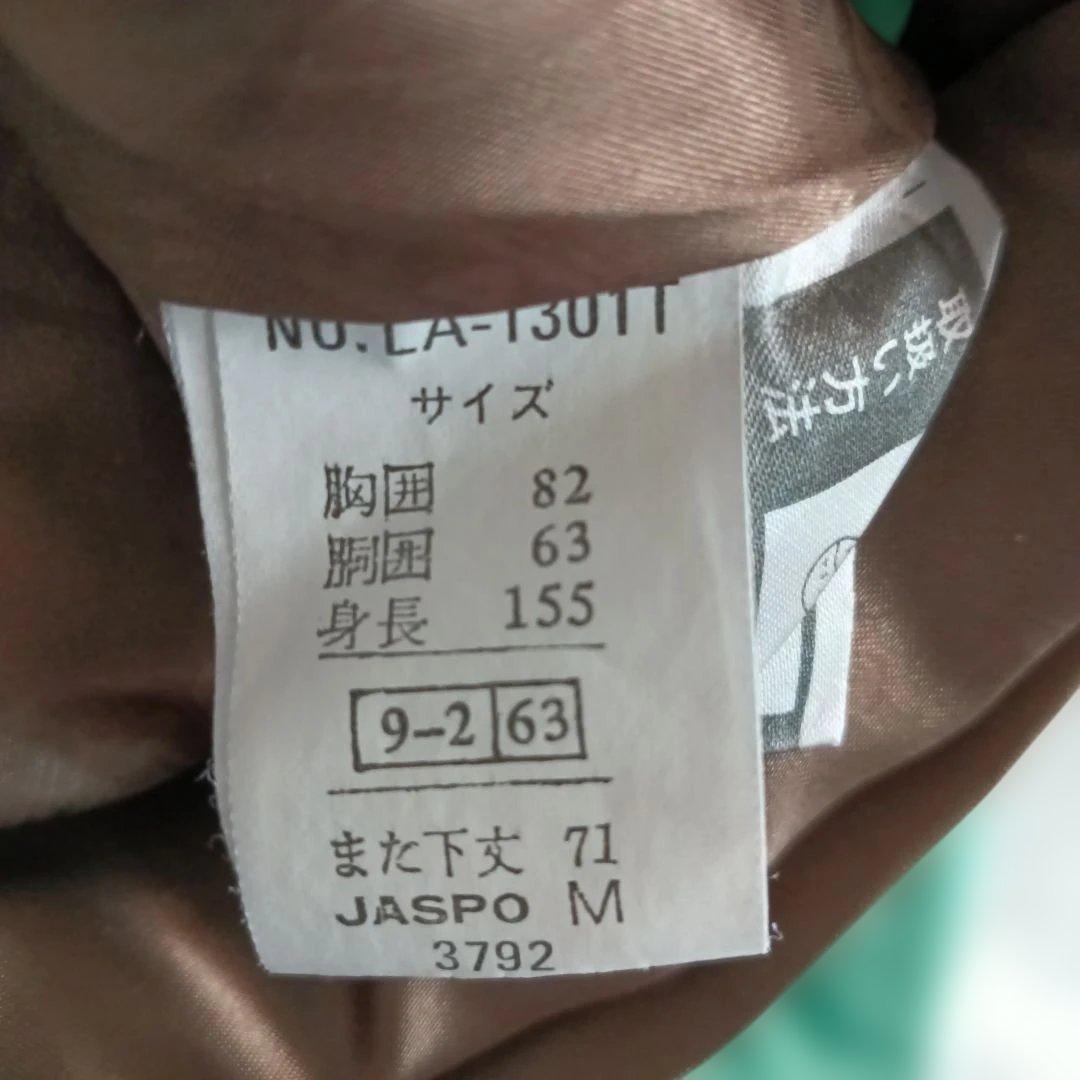 NO. LA-1301T
サイズ
胸囲 82
胴囲 63
身長 155
9-2 63
また下丈 71
JASPO M
3792
取扱い方法